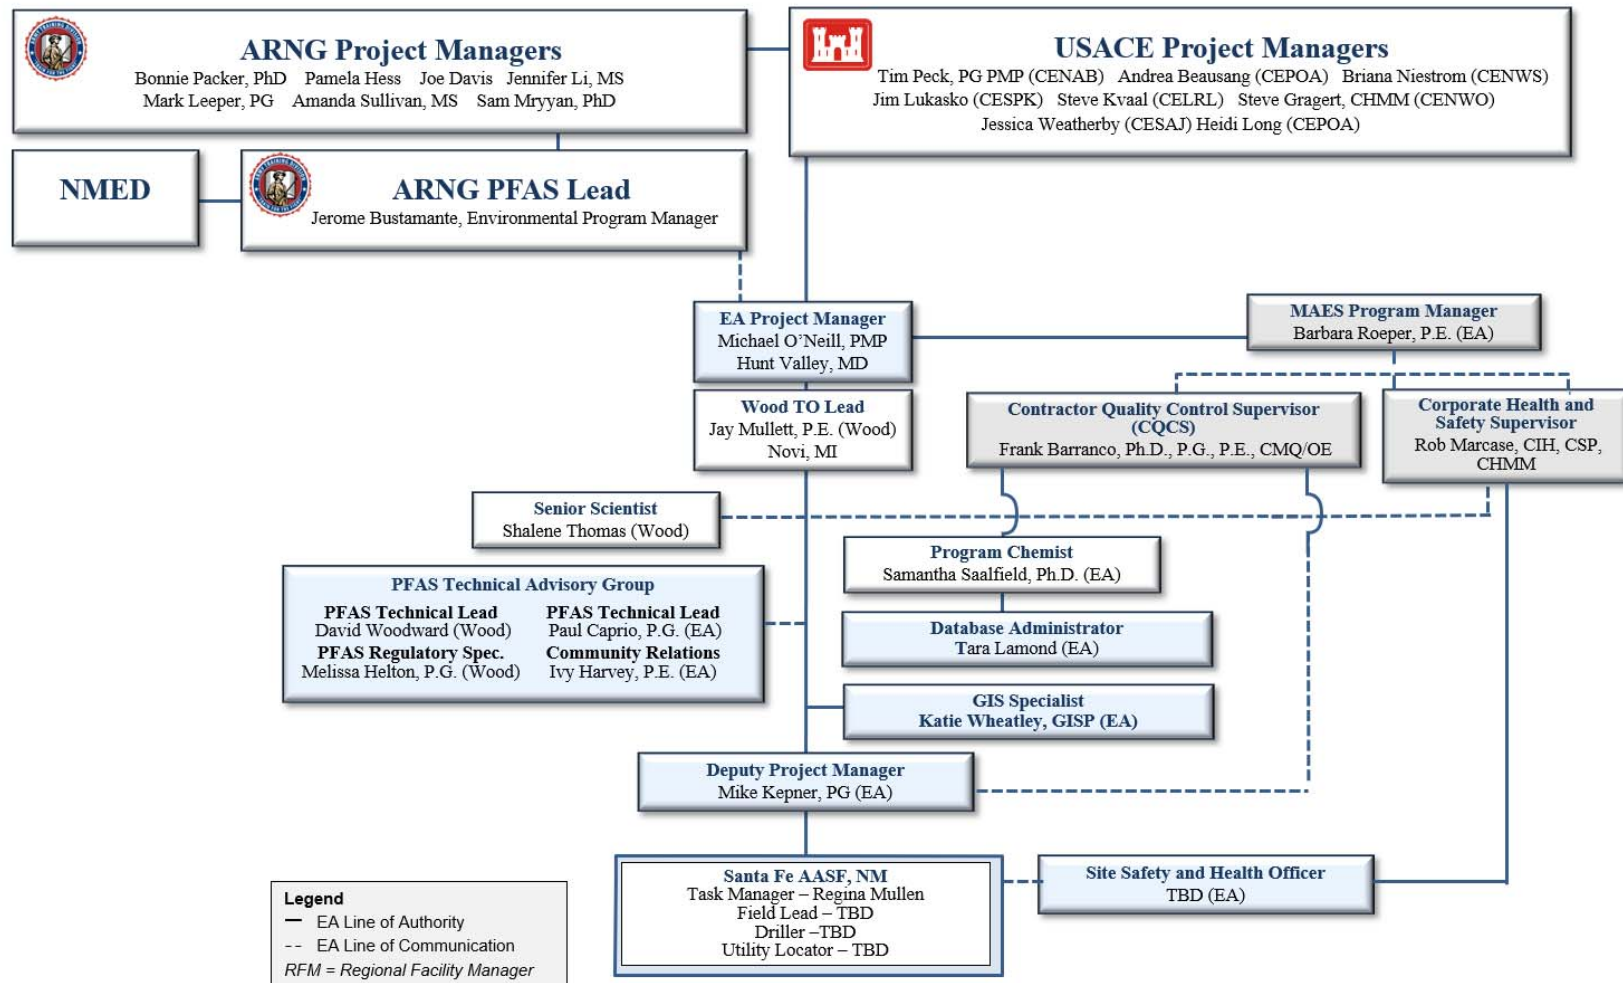 ARNG Project Managers
Bonnie Packer, PhD Pamela Hess Joe Davis Jennifer Li, MS
Mark Leeper, PG Amanda Sullivan, MS Sam Mryyan, PhD
USACE Project Managers
Tim Peck, PG PMP (CENAB) Andrea Beausang (CEPOA) Briana Niestrom (CENWS)
Jim Lukasko (CESPK) Steve Kvaal (CELRL) Steve Gragert, CHMM (CENWO)
Jessica Weatherby (CESAJ) Heidi Long (CEPOA)
NMED
ARNG PFAS Lead
Jerome Bustamante, Environmental Program Manager
EA Project Manager
Michael O’Neill, PMP
Hunt Valley, MD
MAES Program Manager
Barbara Roeper, P.E. (EA)
Wood TO Lead
Jay Mullett, P.E. (Wood)
Novi, MI
Contractor Quality Control Supervisor
(CQCS)
Frank Barranco, Ph.D., P.G., P.E., CMQ/OE
Corporate Health and
Safety Supervisor
Rob Marcase, CIH, CSP,
CHMM
Senior Scientist
Shalene Thomas (Wood)
Program Chemist
Samantha Saalfield, Ph.D. (EA)
PFAS Technical Advisory Group
PFAS Technical Lead
David Woodward (Wood)
PFAS Regulatory Spec.
Melissa Helton, P.G. (Wood)
PFAS Technical Lead
Paul Caprio, P.G. (EA)
Community Relations
Ivy Harvey, P.E. (EA)
Database Administrator
Tara Lamond (EA)
GIS Specialist
Katie Wheatley, GISP (EA)
Deputy Project Manager
Mike Kepner, PG (EA)
Santa Fe AASF, NM
Task Manager – Regina Mullen
Field Lead – TBD
Driller –TBD
Utility Locator – TBD
Site Safety and Health Officer
TBD (EA)
Legend
EA Line of Authority
EA Line of Communication
RFM = Regional Facility Manager